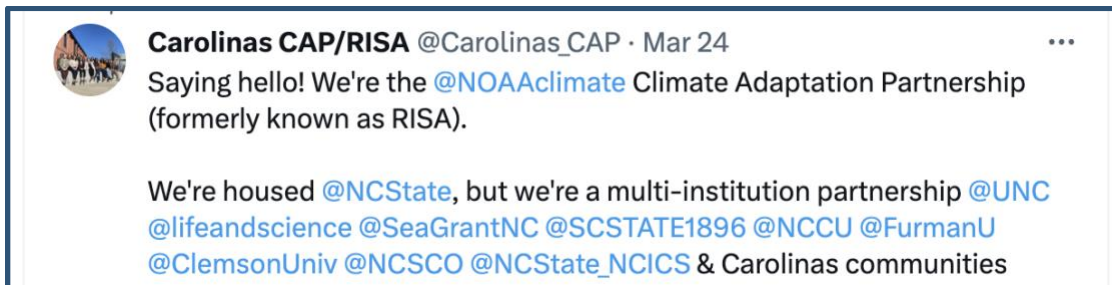 Carolinas CAP/RISA @Carolinas_CAP · Mar 24
Saying hello! We're the @NOAAclimate Climate Adaptation Partnership
(formerly known as RISA).
We're housed @NCState, but we're a multi-institution partnership @UNC
@lifeandscience @SeaGrantNC @SCSTATE1896 @NCCU @FurmanU
@ClemsonUniv @NCSCO @NCState_NCICS & Carolinas communities